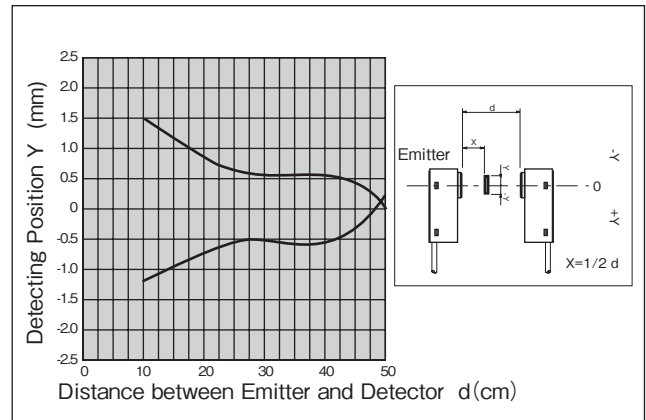 2.5
2.0
1.5
1.0
0.5
0
-0.5
-1.0
-1.5
-2.0
-2.5
0 10 20 30 40 50
Detecting Position Y (mm)
Distance between Emitter and Detector d(cm)
d
X
Emitter
Y
-Y
-Y
- 0
+Y
X=1/2 d